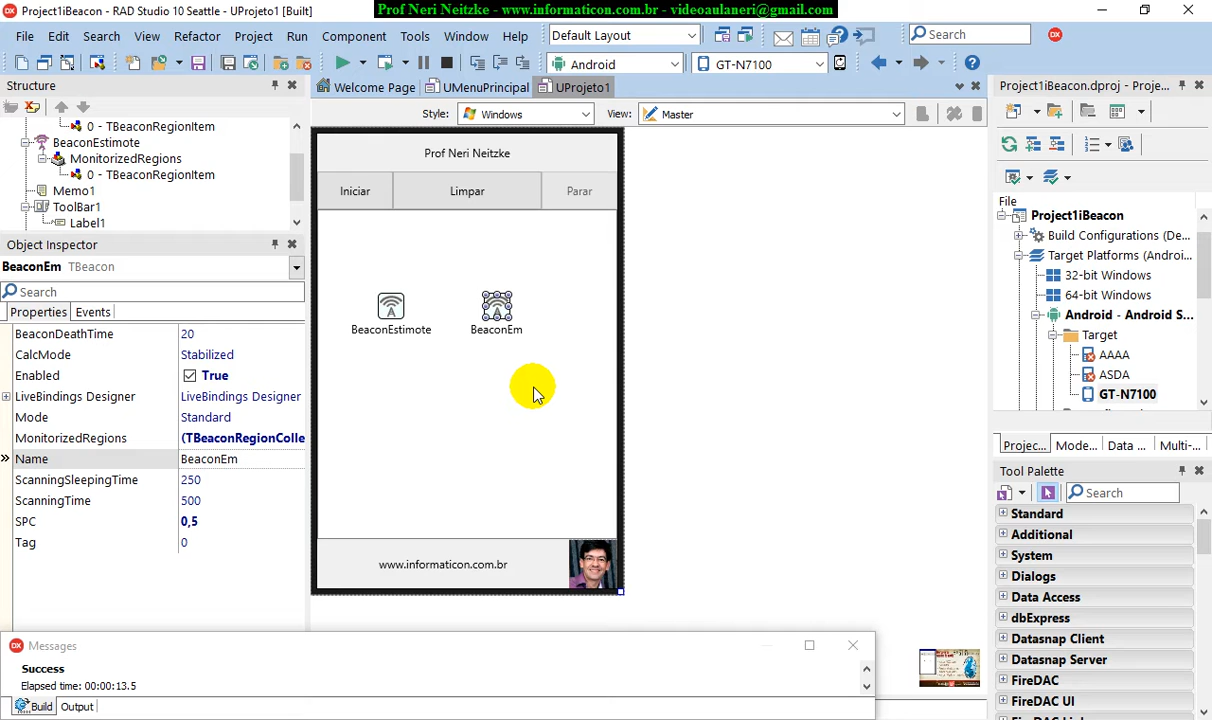 Project1iBeacon - RAD Studio 10 Seattle - UProjeto1 [Built]
Prof Neri Neitzke - www.informaticon.com.br - videoaulaneri@gmail.com
File Edit Search View Refactor Project Run Component Tools Window Help
Default Layout
Search
Android
GT-N7100
Structure
0 - TBeaconRegionItem
BeaconEstimote
MonitorizedRegions
0 - TBeaconRegionItem
Memo1
ToolBar1
Label1
Object Inspector
BeaconEm TBeacon
Search
Properties Events
BeaconDeathTime 20
CalcMode Stabilized
Enabled True
LiveBindings Designer LiveBindings Designer
Mode Standard
MonitorizedRegions (TBeaconRegionColle
Name BeaconEm
ScanningSleepingTime 250
ScanningTime 500
SPC 0,5
Tag 0
Welcome Page UMenuPrincipal UProjeto1
Style: Windows View: Master
Prof Neri Neitzke
Iniciar Limpar Parar
BeaconEstimote BeaconEm
www.informaticon.com.br
Messages
Success
Elapsed time: 00:00:13.5
Build Output
Project1iBeacon.dproj - Proje...
File
Project1iBeacon
Build Configurations (De...
Target Platforms (Androi...
32-bit Windows
64-bit Windows
Android - Android S...
Target
AAAA
ASDA
GT-N7100
Projec... Mode... Data ... Multi-...
Tool Palette
Search
Standard
Additional
System
Dialogs
Data Access
dbExpress
Datasnap Client
Datasnap Server
FireDAC
FireDAC UI